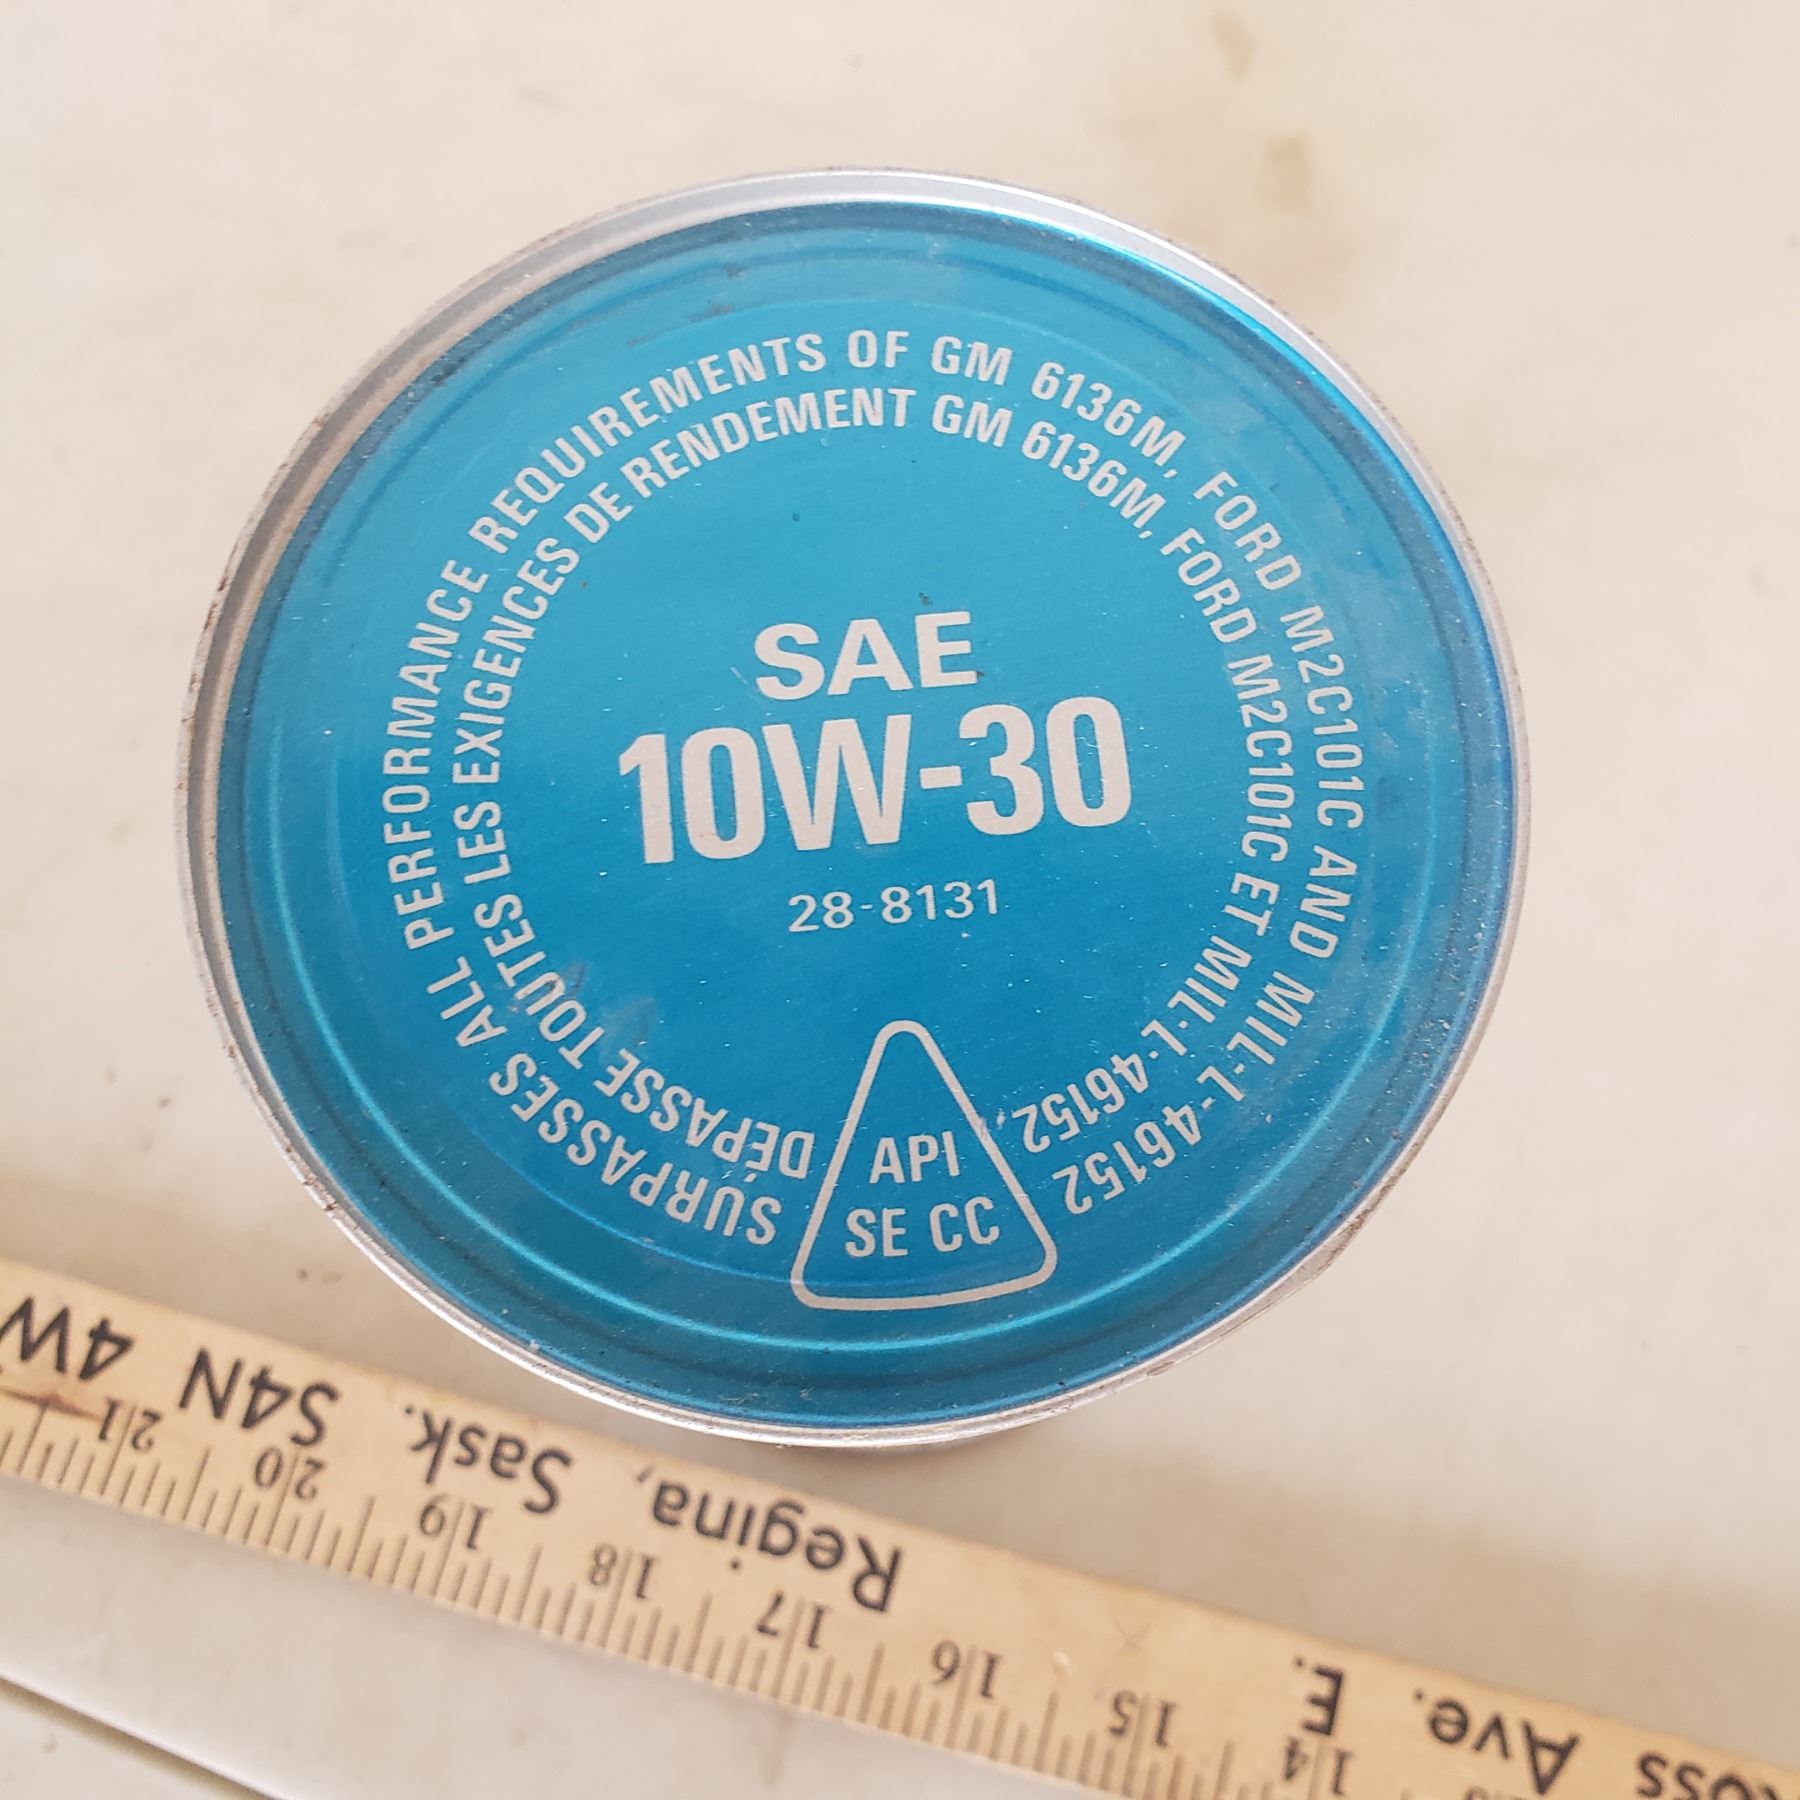 SURPASSES ALL PERFORMANCE REQUIREMENTS OF GM 6136M, FORD M2C101C AND MIL-L-46152
DÉPASSE TOUTES LES EXIGENCES DE RENDEMENT GM 6136M, FORD M2C101C ET MIL-L-46152,
SAE
10W-30
28-8131
API
SE CC
Ave. E. Regina, Sask. S4N 4W
14 15 16 17 18 19 20 21